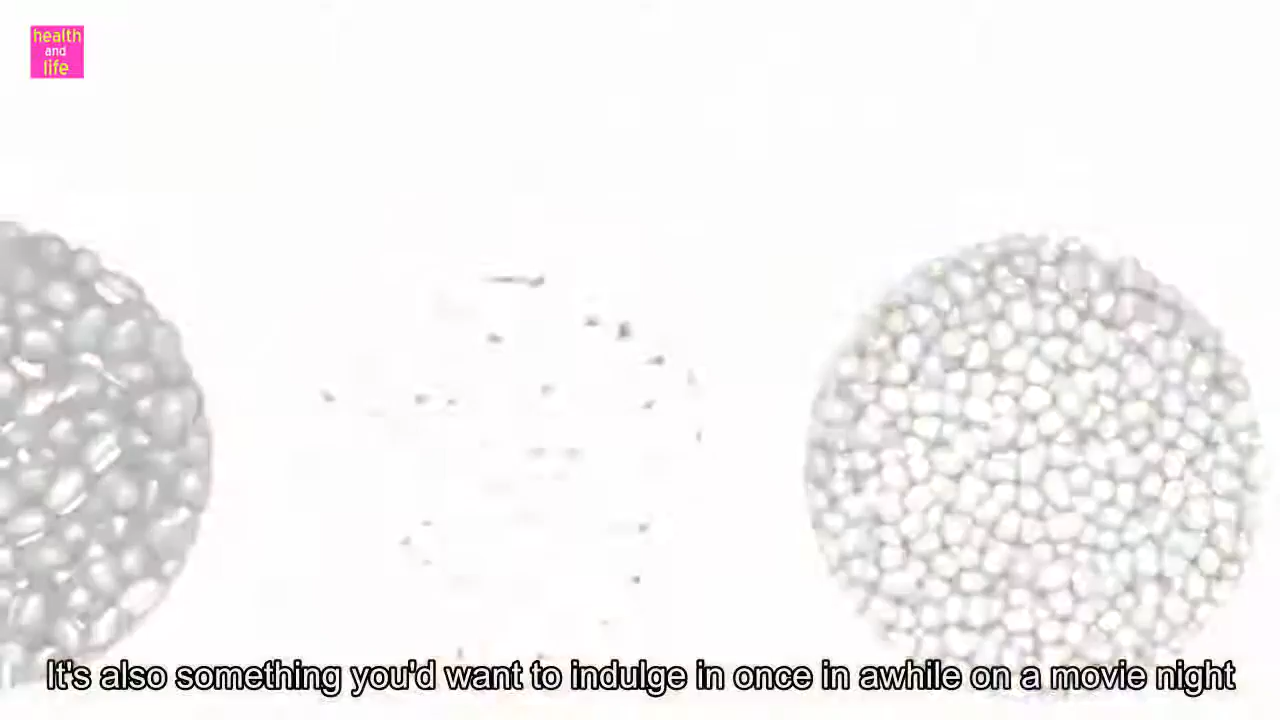 health
and
life
It's also something you'd want to indulge in once in awhile on a movie night